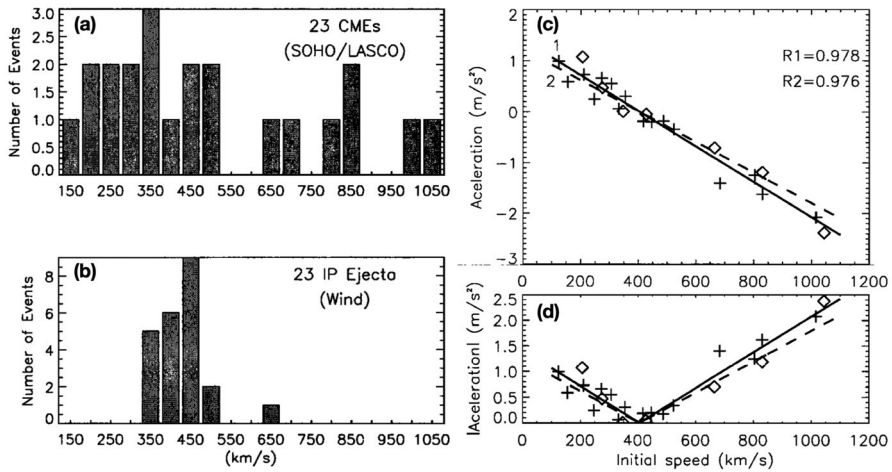 (a)
23 CMEs
(SOHO/LASCO)
Number of Events
3.0
2.5
2.0
1.5
1.0
0.5
0.0
150 250 350 450 550 650 750 850 950 1050
(b)
23 IP Ejecta
(Wind)
Number of Events
8
6
4
2
0
150 250 350 450 550 650 750 850 950 1050
(km/s)
(c)
R1=0.978
R2=0.976
1
2
Aceleration (m/s²)
2
1
0
-1
-2
-3
0 200 400 600 800 1000 1200
(d)
|Aceleration| (m/s²)
2.5
2.0
1.5
1.0
0.5
0.0
0 200 400 600 800 1000 1200
Initial speed (km/s)